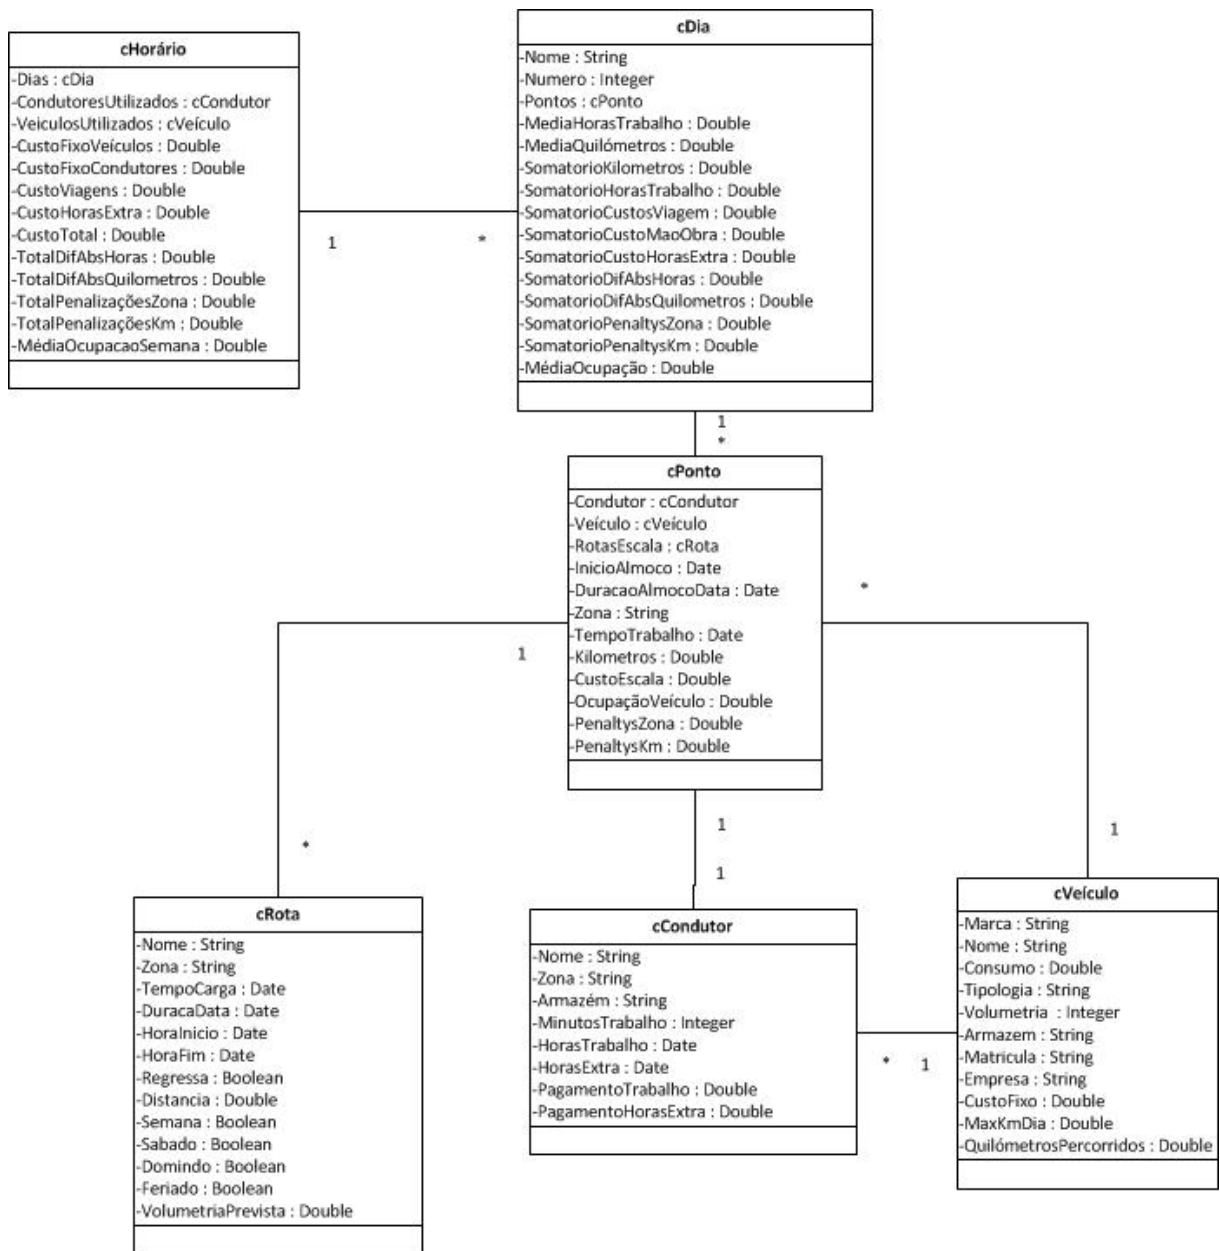 cHorário
-Dias : cDia
-CondutoresUtilizados : cCondutor
-VeiculosUtilizados : cVeículo
-CustoFixoVeículos : Double
-CustoFixoCondutores : Double
-CustoViagens : Double
-CustoHorasExtra : Double
-CustoTotal : Double
-TotalDifAbsHoras : Double
-TotalDifAbsQuilometros : Double
-TotalPenalizaçõesZona : Double
-TotalPenalizaçõesKm : Double
-MédiaOcupacaoSemana : Double
1
*
cDia
-Nome : String
-Numero : Integer
-Pontos : cPonto
-MediaHorasTrabalho : Double
-MediaQuilómetros : Double
-SomatorioKilometros : Double
-SomatorioHorasTrabalho : Double
-SomatorioCustosViagem : Double
-SomatorioCustoMaoObra : Double
-SomatorioCustoHorasExtra : Double
-SomatorioDifAbsHoras : Double
-SomatorioDifAbsQuilometros : Double
-SomatorioPenaltysZona : Double
-SomatorioPenaltysKm : Double
-MédiaOcupação : Double
1
*
cPonto
-Condutor : cCondutor
-Veículo : cVeículo
-RotasEscala : cRota
-InicioAlmoco : Date
-DuracaoAlmocoData : Date
-Zona : String
-TempoTrabalho : Date
-Kilometros : Double
-CustoEscala : Double
-OcupaçãoVeículo : Double
-PenaltysZona : Double
-PenaltysKm : Double
*
1
1
1
1
*
cRota
-Nome : String
-Zona : String
-TempoCarga : Date
-DuracaData : Date
-HoraInicio : Date
-HoraFim : Date
-Regressa : Boolean
-Distancia : Double
-Semana : Boolean
-Sabado : Boolean
-Domindo : Boolean
-Feriado : Boolean
-VolumetriaPrevista : Double
cCondutor
-Nome : String
-Zona : String
-Armazém : String
-MinutosTrabalho : Integer
-HorasTrabalho : Date
-HorasExtra : Date
-PagamentoTrabalho : Double
-PagamentoHorasExtra : Double
* 1
cVeículo
-Marca : String
-Nome : String
-Consumo : Double
-Tipologia : String
-Volumetria : Integer
-Armazem : String
-Matricula : String
-Empresa : String
-CustoFixo : Double
-MaxKmDia : Double
-QuilómetrosPercorridos : Double